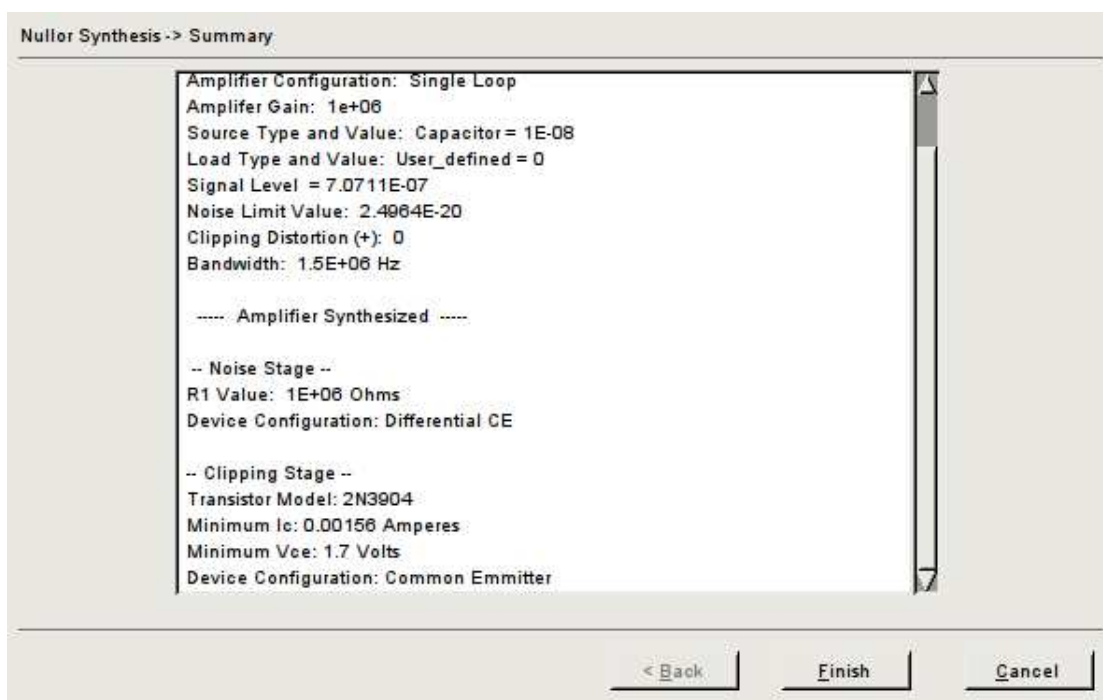 Nullor Synthesis -> Summary
Amplifier Configuration: Single Loop
Amplifer Gain: 1e+06
Source Type and Value: Capacitor = 1E-08
Load Type and Value: User_defined = 0
Signal Level = 7.0711E-07
Noise Limit Value: 2.4964E-20
Clipping Distortion (+): 0
Bandwidth: 1.5E+06 Hz
----- Amplifier Synthesized -----
-- Noise Stage --
R1 Value: 1E+06 Ohms
Device Configuration: Differential CE
-- Clipping Stage --
Transistor Model: 2N3904
Minimum Ic: 0.00156 Amperes
Minimum Vce: 1.7 Volts
Device Configuration: Common Emmitter
< Back Finish Cancel